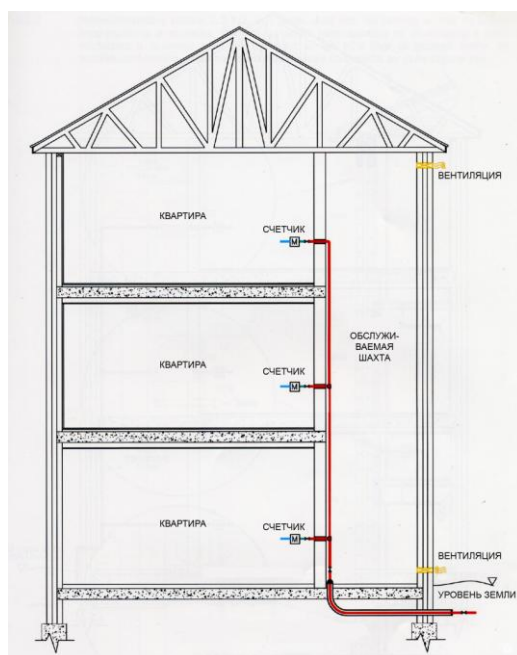 ВЕНТИЛЯЦИЯ
КВАРТИРА
СЧЕТЧИК
М
ОБСЛУЖИ-
ВАЕМАЯ
ШАХТА
КВАРТИРА
СЧЕТЧИК
М
КВАРТИРА
СЧЕТЧИК
М
ВЕНТИЛЯЦИЯ
УРОВЕНЬ ЗЕМЛИ